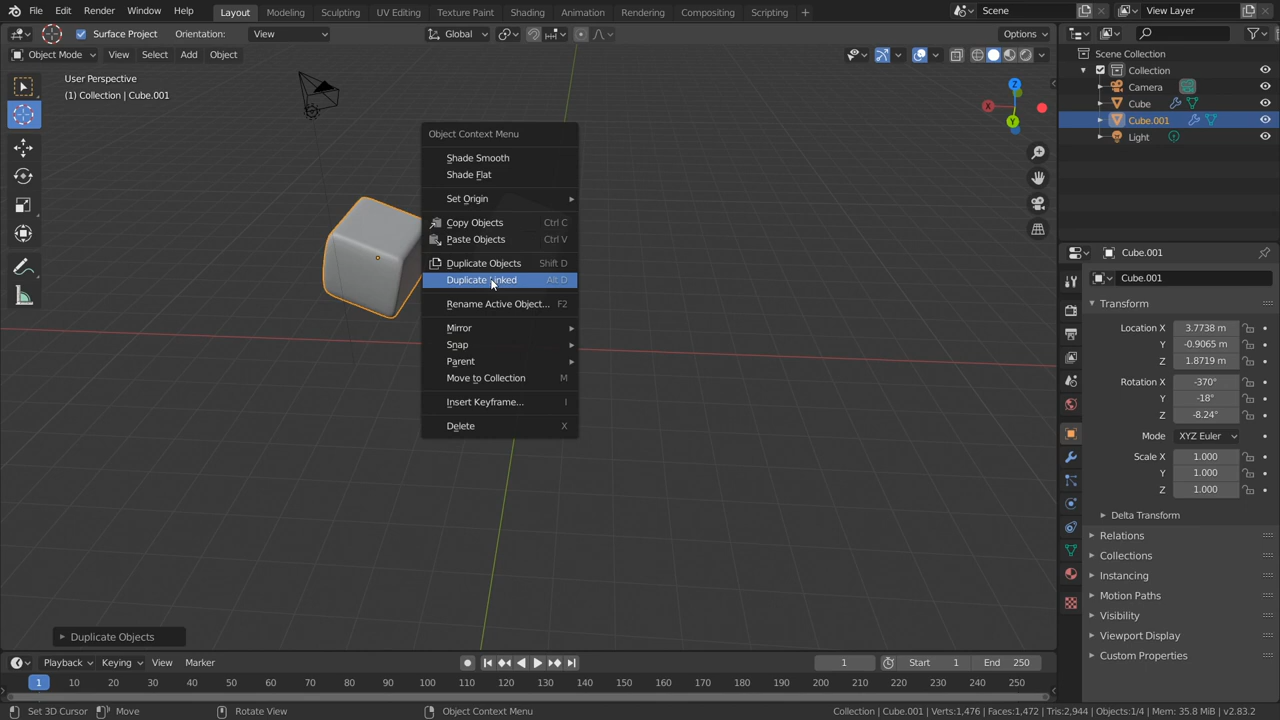 File Edit Render Window Help Layout Modeling Sculpting UV Editing Texture Paint Shading Animation Rendering Compositing Scripting + Scene View Layer
Surface Project Orientation: View Global Options
Object Mode View Select Add Object
User Perspective
(1) Collection | Cube.001
Z
X
Y
Object Context Menu
Shade Smooth
Shade Flat
Set Origin
Copy Objects Ctrl C
Paste Objects Ctrl V
Duplicate Objects Shift D
Duplicate Linked Alt D
Rename Active Object... F2
Mirror
Snap
Parent
Move to Collection M
Insert Keyframe... I
Delete X
Scene Collection
Collection
Camera
Cube
Cube.001
Light
Cube.001
Cube.001
Transform
Location X 3.7738 m
Y -0.9065 m
Z 1.8719 m
Rotation X -370°
Y -18°
Z -8.24°
Mode XYZ Euler
Scale X 1.000
Y 1.000
Z 1.000
Delta Transform
Relations
Collections
Instancing
Motion Paths
Visibility
Viewport Display
Custom Properties
Duplicate Objects
Playback Keying View Marker 1 Start 1 End 250
1 10 20 30 40 50 60 70 80 90 100 110 120 130 140 150 160 170 180 190 200 210 220 230 240 250
Set 3D Cursor Move Rotate View Object Context Menu Collection | Cube.001 | Verts:1,476 | Faces:1,472 | Tris:2,944 | Objects:1/4 | Mem: 35.8 MiB | v2.83.2